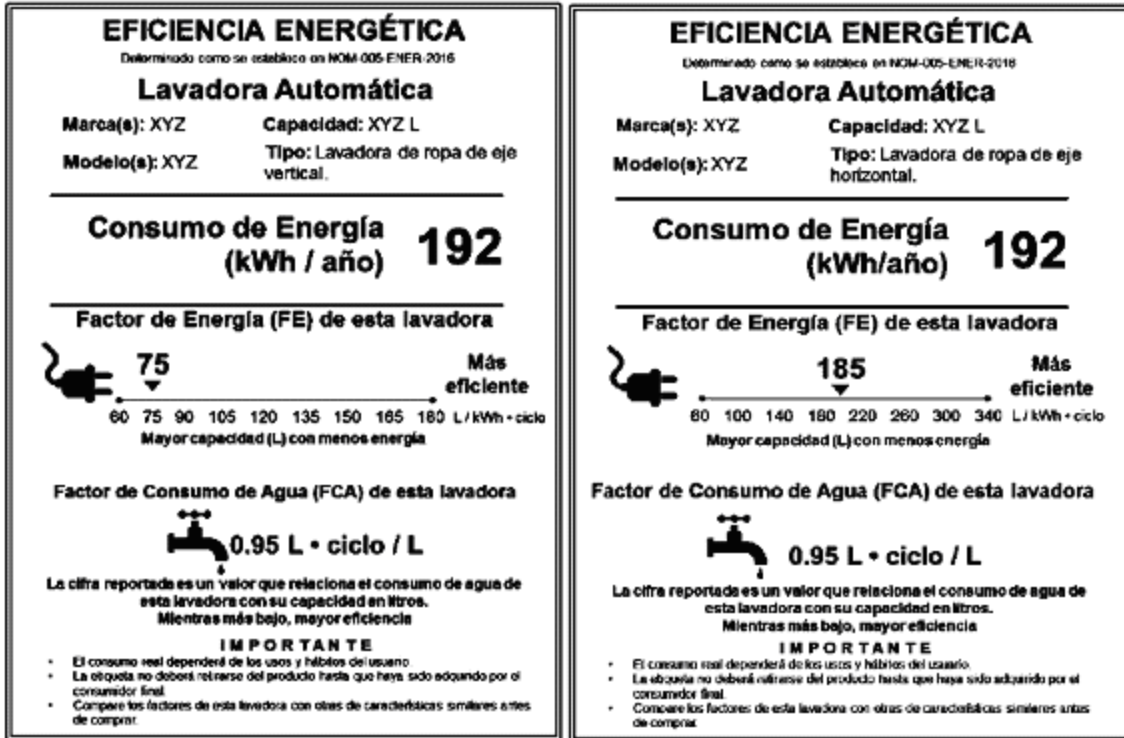 EFICIENCIA ENERGÉTICA
Determinado como se establece en NOM-005-ENER-2016
Lavadora Automática
Marca(s): XYZ Capacidad: XYZ L
Modelo(s): XYZ Tipo: Lavadora de ropa de eje
vertical.
Consumo de Energía
(kWh / año) 192
Factor de Energía (FE) de esta lavadora
75
Más
eficiente
60 75 90 105 120 135 150 165 180 L / kWh • ciclo
Mayor capacidad (L) con menos energía
Factor de Consumo de Agua (FCA) de esta lavadora
0.95 L • ciclo / L
La cifra reportada es un valor que relaciona el consumo de agua de
esta lavadora con su capacidad en litros.
Mientras más bajo, mayor eficiencia
IMPORTANTE
• El consumo real dependerá de los usos y hábitos del usuario.
• La etiqueta no deberá retirarse del producto hasta que haya sido adquirido por el
consumidor final.
• Compare los factores de esta lavadora con otras de características similares antes
de comprar.
EFICIENCIA ENERGÉTICA
Determinado como se establece en NOM-005-ENER-2016
Lavadora Automática
Marca(s): XYZ Capacidad: XYZ L
Modelo(s): XYZ Tipo: Lavadora de ropa de eje
horizontal.
Consumo de Energía
(kWh/año) 192
Factor de Energía (FE) de esta lavadora
185
Más
eficiente
60 100 140 180 220 260 300 340 L / kWh • ciclo
Mayor capacidad (L) con menos energía
Factor de Consumo de Agua (FCA) de esta lavadora
0.95 L • ciclo / L
La cifra reportada es un valor que relaciona el consumo de agua de
esta lavadora con su capacidad en litros.
Mientras más bajo, mayor eficiencia
IMPORTANTE
• El consumo real dependerá de los usos y hábitos del usuario.
• La etiqueta no deberá retirarse del producto hasta que haya sido adquirido por el
consumidor final.
• Compare los factores de esta lavadora con otras de características similares antes
de comprar.